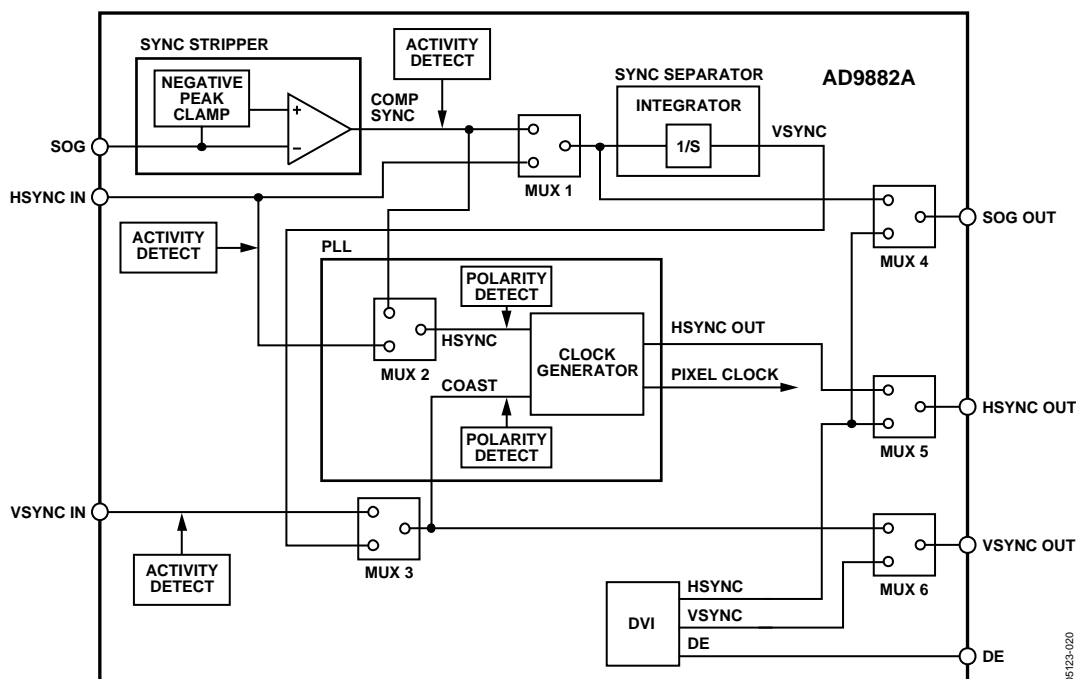 SYNC STRIPPER
ACTIVITY
DETECT
NEGATIVE
PEAK
CLAMP
+
−
COMP
SYNC
SYNC SEPARATOR
INTEGRATOR
1/S
VSYNC
AD9882A
SOG
HSYNC IN
MUX 1
ACTIVITY
DETECT
PLL
MUX 4
SOG OUT
POLARITY
DETECT
HSYNC
MUX 2
CLOCK
GENERATOR
HSYNC OUT
PIXEL CLOCK
COAST
POLARITY
DETECT
MUX 5
HSYNC OUT
VSYNC IN
ACTIVITY
DETECT
MUX 3
MUX 6
VSYNC OUT
DVI
HSYNC
VSYNC
DE
DE
05123-020